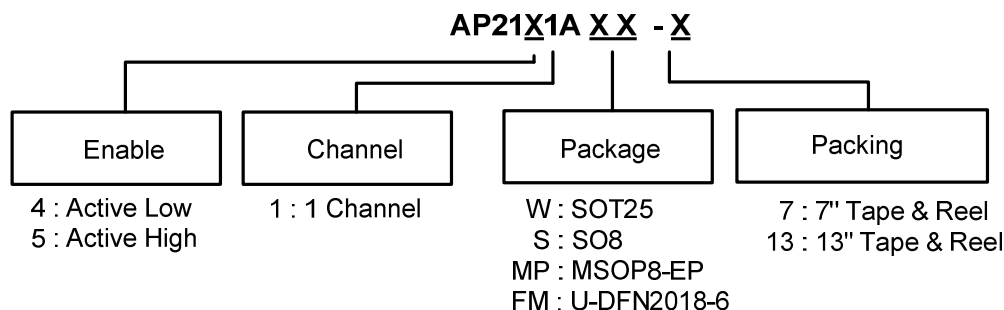 AP21X1A XX - X
Enable
Channel
Package
Packing
4 : Active Low
5 : Active High
1 : 1 Channel
W : SOT25
S : SO8
MP : MSOP8-EP
FM : U-DFN2018-6
7 : 7" Tape & Reel
13 : 13" Tape & Reel